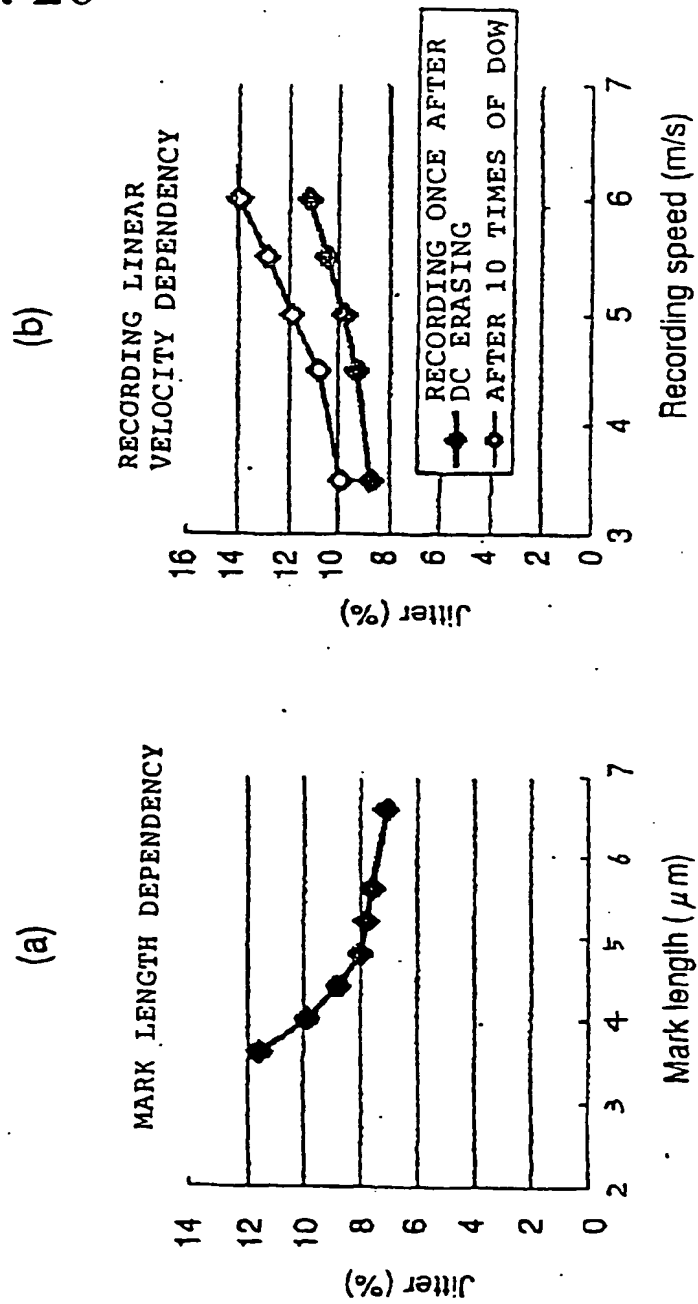 (a)
MARK LENGTH DEPENDENCY
Jitter (%)
14
12
10
8
6
4
2
0
2
3
4
5
6
7
Mark length (μm)
(b)
RECORDING LINEAR
VELOCITY DEPENDENCY
Jitter (%)
16
14
12
10
8
6
4
2
0
RECORDING ONCE AFTER
DC ERASING
AFTER 10 TIMES OF DOW
3
4
5
6
7
Recording speed (m/s)